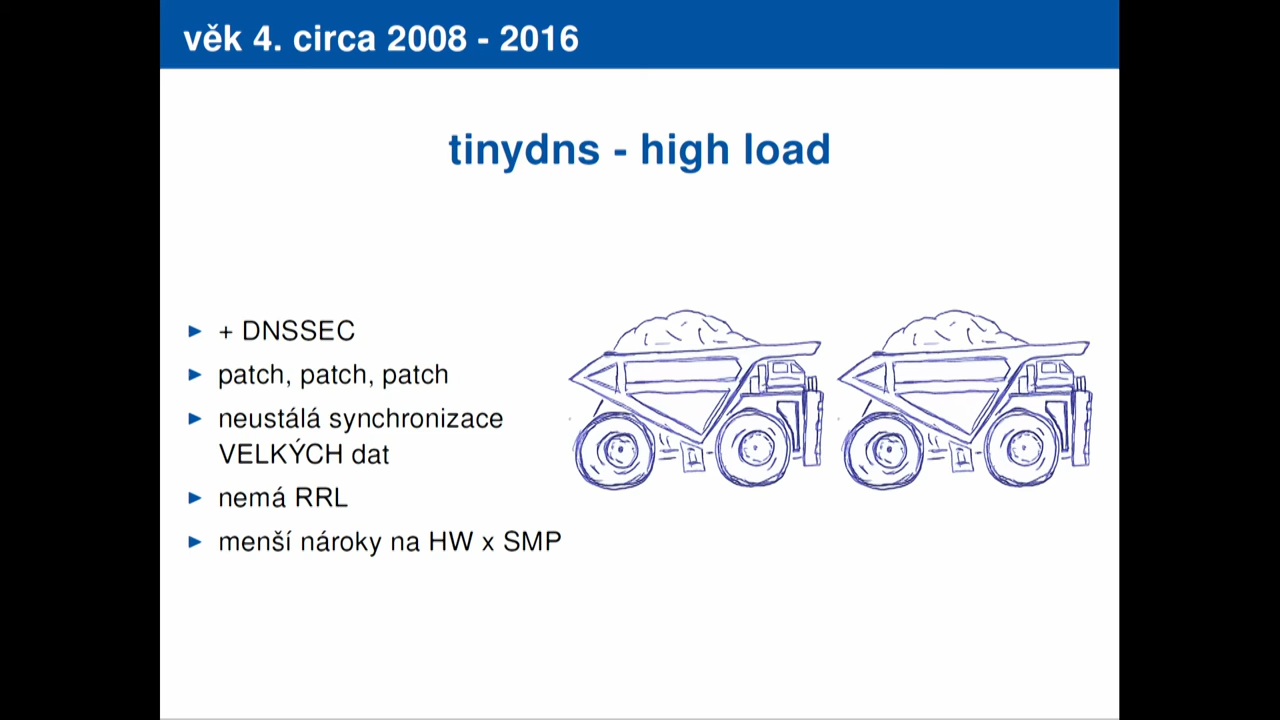 věk 4. circa 2008 - 2016
tinydns - high load
+ DNSSEC
patch, patch, patch
neustálá synchronizace
VELKÝCH dat
nemá RRL
menší nároky na HW x SMP